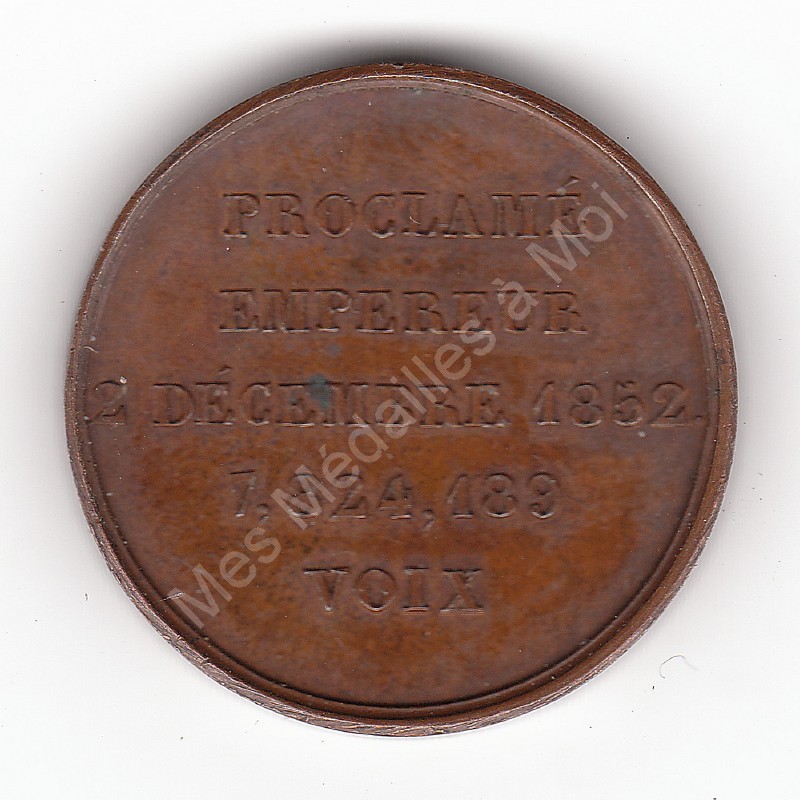 PROCLAMÉ
EMPEREUR
2 DÉCEMBRE 1852.
7,824,189
VOIX
Mes Médailles à Moi